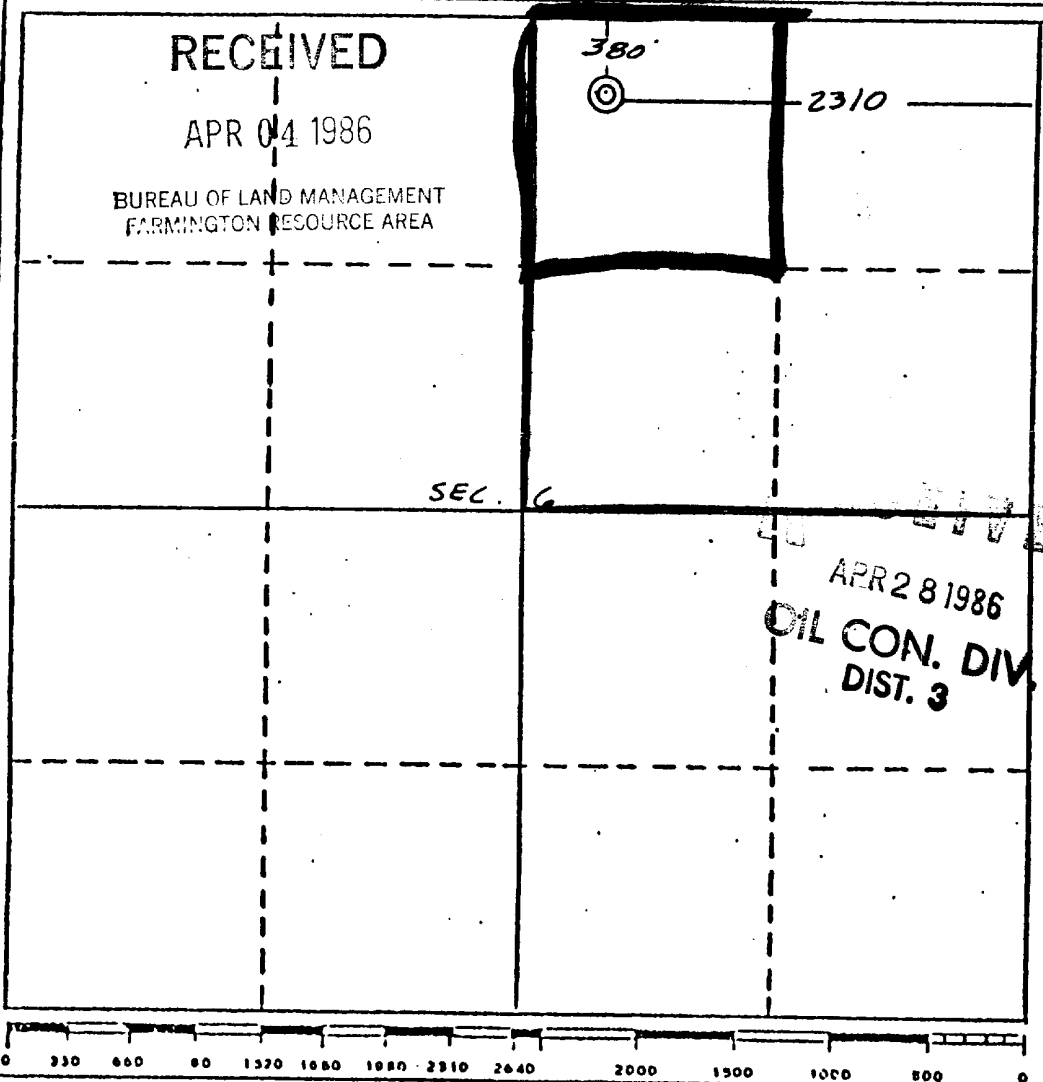 RECEIVED
380'
2310
APR 04 1986
BUREAU OF LAND MANAGEMENT
FARMINGTON RESOURCE AREA
SEC. 6
APR 28 1986
OIL CON. DIV.
DIST. 3
0 330 660 90 1320 1650 1980 2310 2640 2000 1500 1000 500 0